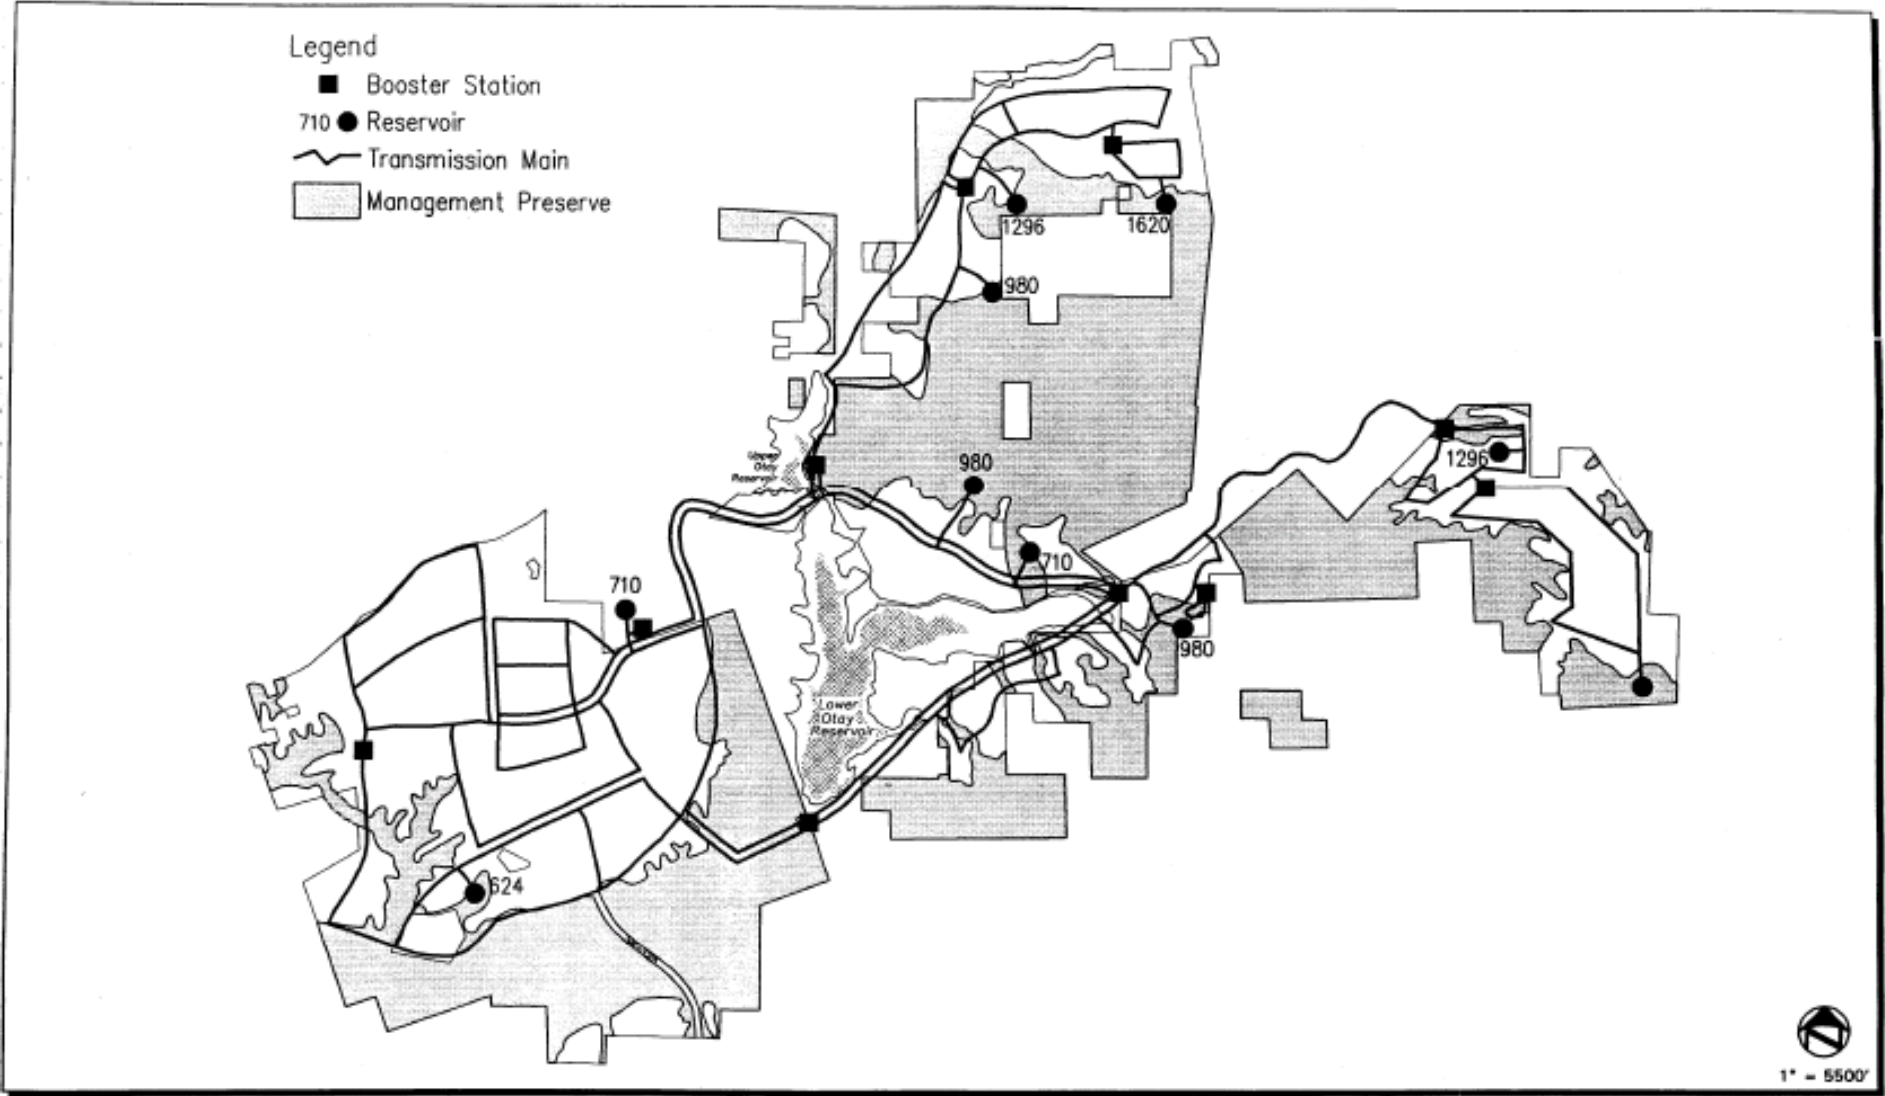 Legend
Booster Station
710 Reservoir
Transmission Main
Management Preserve
1296
1620
980
Upper
Otay
Reservoir
980
1296
710
710
980
Lower
Otay
Reservoir
624
N
1" = 5500'